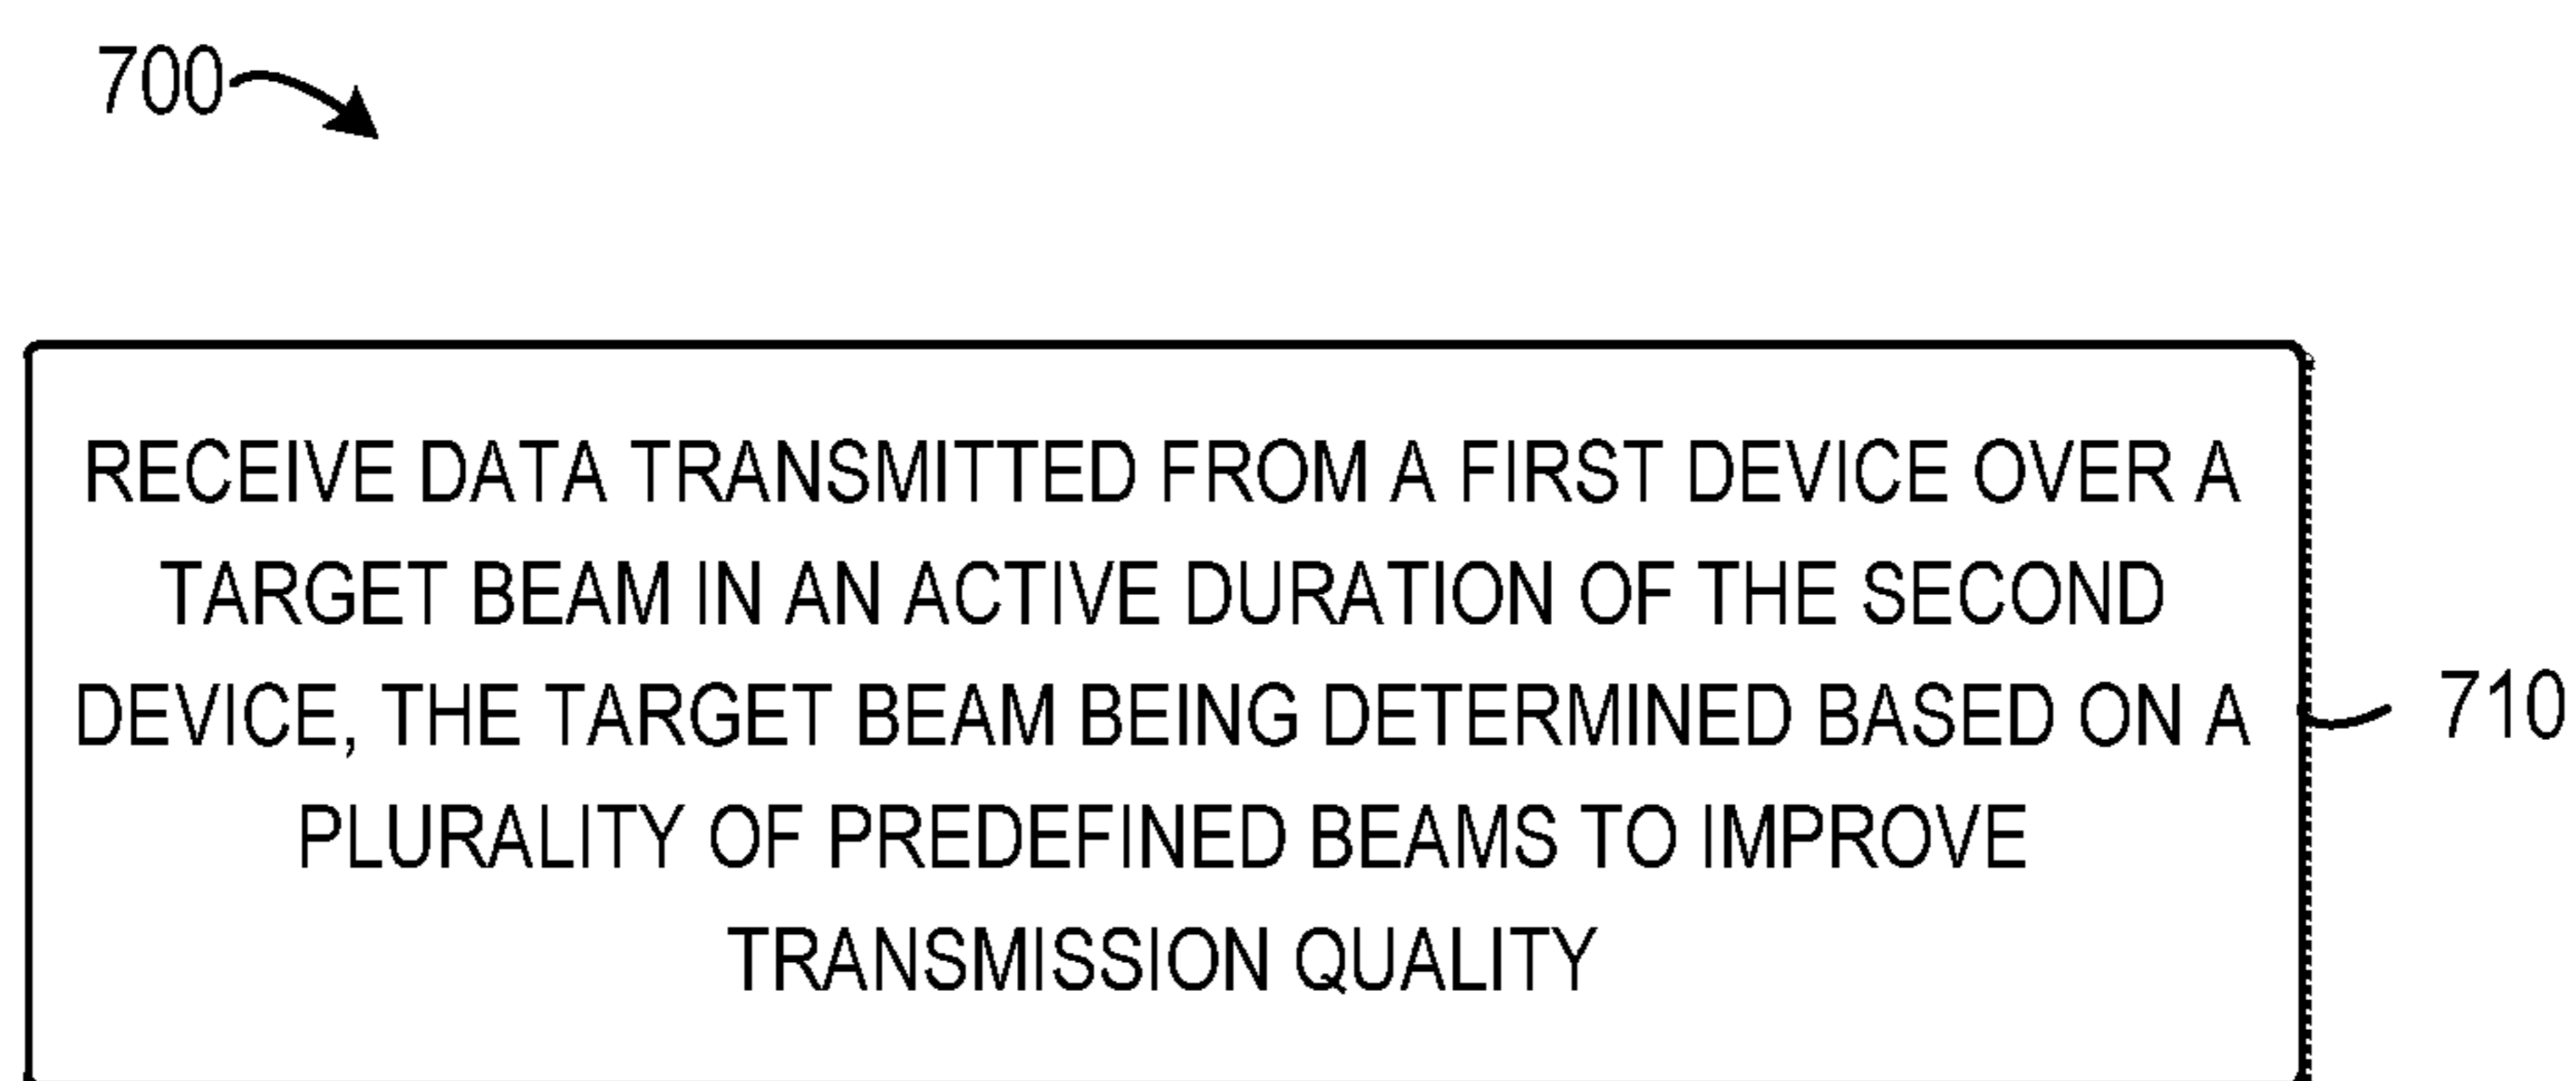 700
RECEIVE DATA TRANSMITTED FROM A FIRST DEVICE OVER A
TARGET BEAM IN AN ACTIVE DURATION OF THE SECOND
DEVICE, THE TARGET BEAM BEING DETERMINED BASED ON A
PLURALITY OF PREDEFINED BEAMS TO IMPROVE
TRANSMISSION QUALITY
710